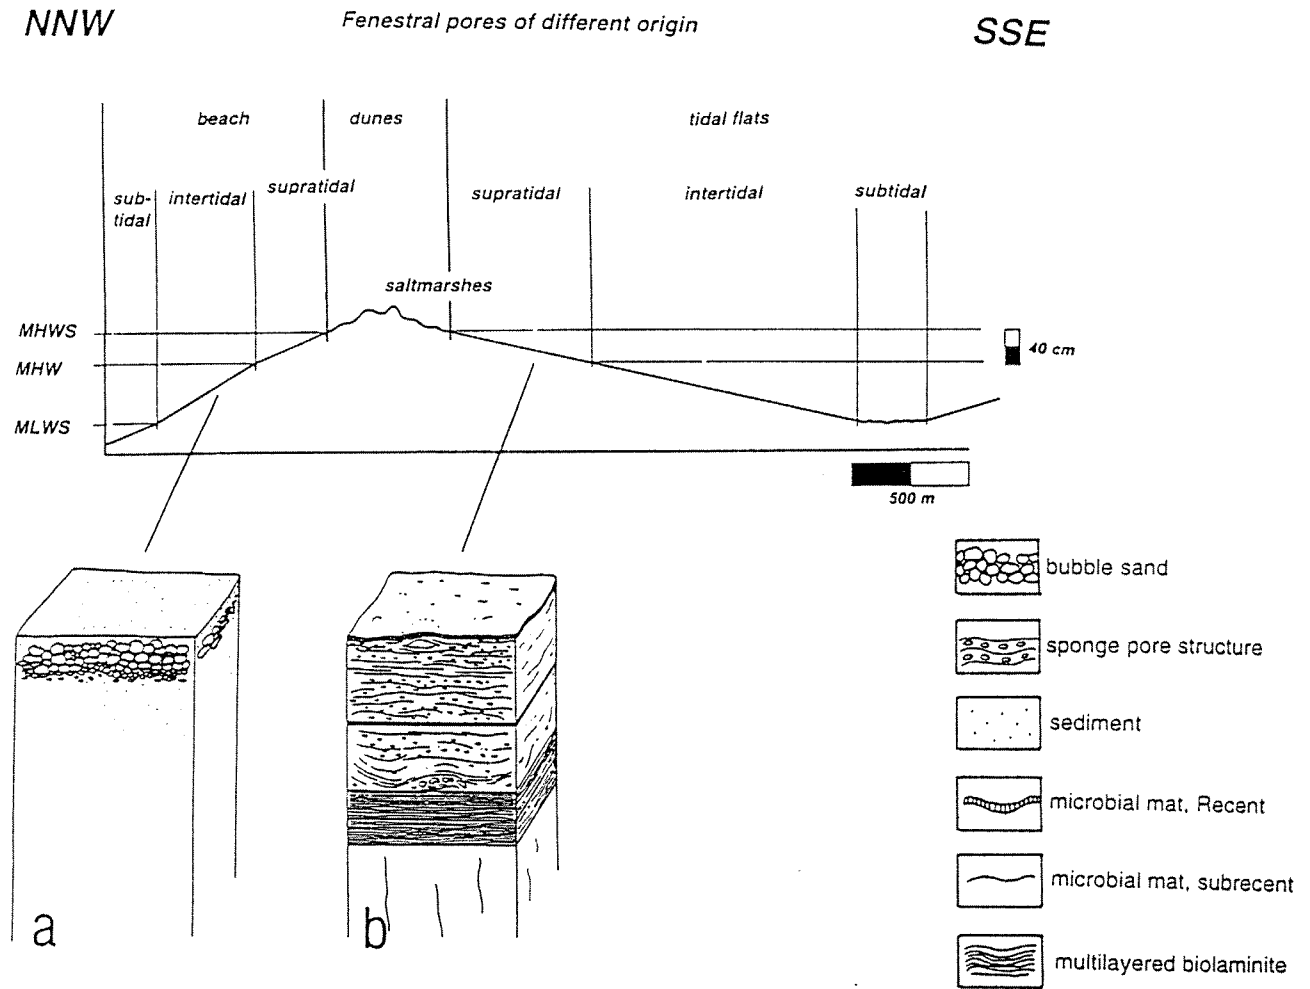 NNW
Fenestral pores of different origin
SSE
beach
dunes
tidal flats
sub-
tidal
intertidal
supratidal
supratidal
intertidal
subtidal
saltmarshes
MHWS
MHW
MLWS
40 cm
500 m
bubble sand
sponge pore structure
sediment
microbial mat, Recent
microbial mat, subrecent
multilayered biolaminite
a
b